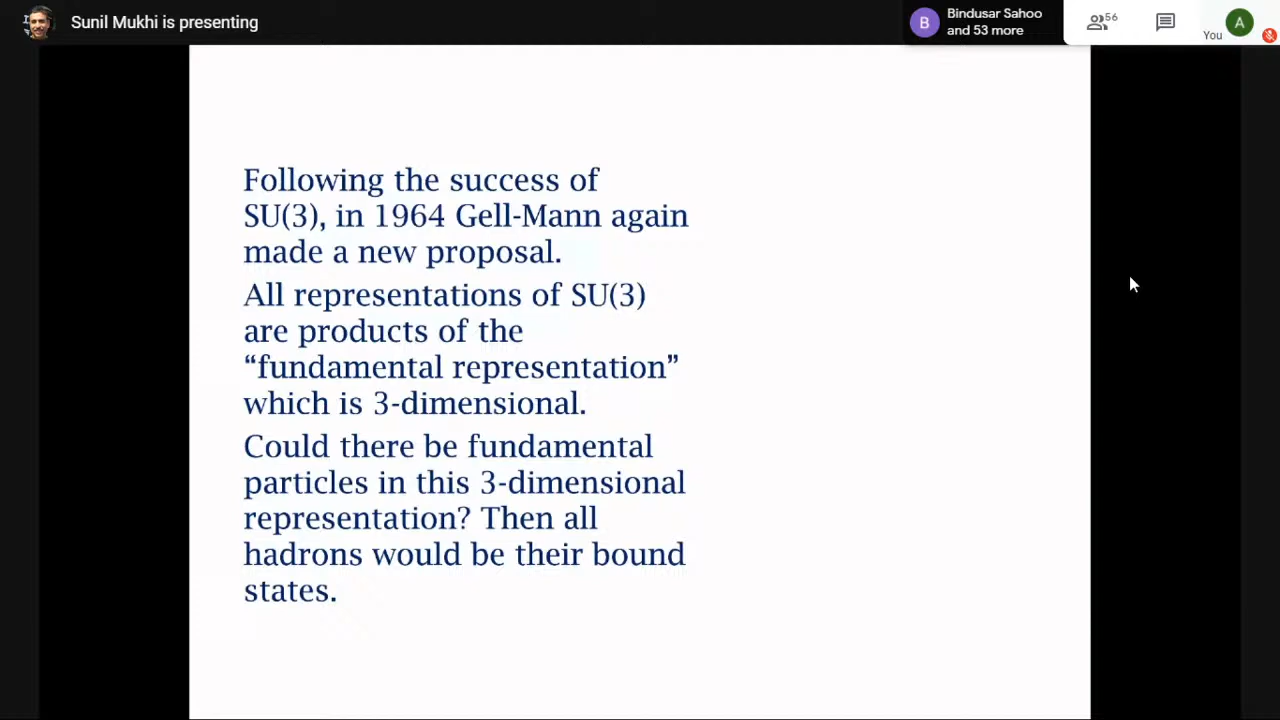 Sunil Mukhi is presenting
B
Bindusar Sahoo
and 53 more
56
You
A
Following the success of
SU(3), in 1964 Gell-Mann again
made a new proposal.
All representations of SU(3)
are products of the
“fundamental representation”
which is 3-dimensional.
Could there be fundamental
particles in this 3-dimensional
representation? Then all
hadrons would be their bound
states.